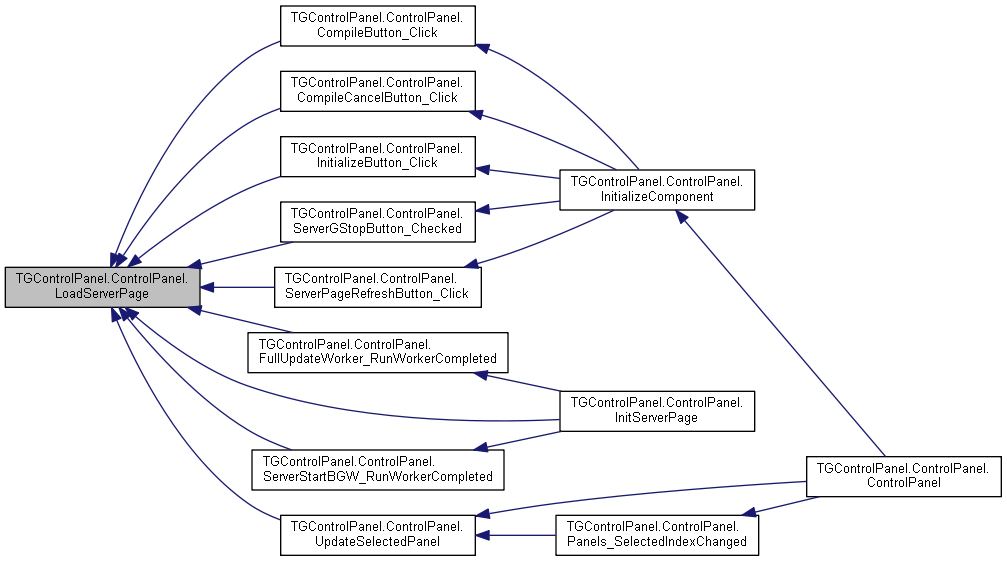 TGControlPanel.ControlPanel.
CompileButton_Click
TGControlPanel.ControlPanel.
CompileCancelButton_Click
TGControlPanel.ControlPanel.
InitializeButton_Click
TGControlPanel.ControlPanel.
InitializeComponent
TGControlPanel.ControlPanel.
ServerGStopButton_Checked
TGControlPanel.ControlPanel.
LoadServerPage
TGControlPanel.ControlPanel.
ServerPageRefreshButton_Click
TGControlPanel.ControlPanel.
FullUpdateWorker_RunWorkerCompleted
TGControlPanel.ControlPanel.
InitServerPage
TGControlPanel.ControlPanel.
ServerStartBGW_RunWorkerCompleted
TGControlPanel.ControlPanel.
ControlPanel
TGControlPanel.ControlPanel.
UpdateSelectedPanel
TGControlPanel.ControlPanel.
Panels_SelectedIndexChanged